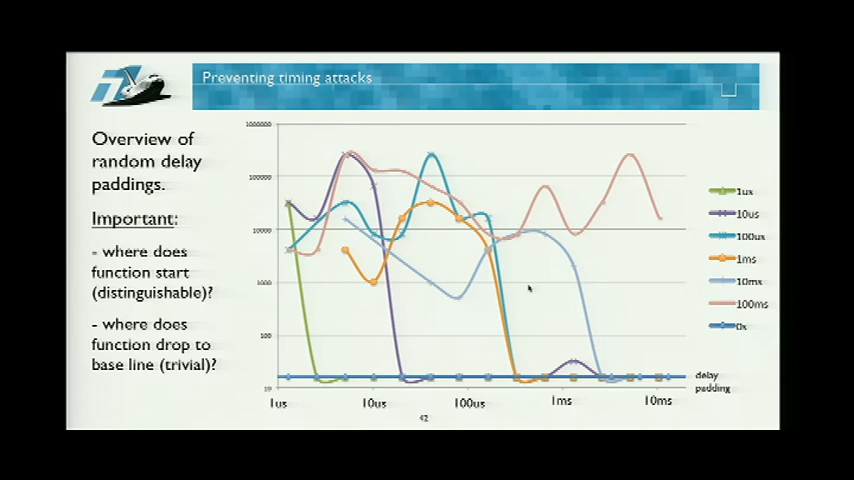 Preventing timing attacks
Overview of
random delay
paddings.
Important:
- where does
function start
(distinguishable)?
- where does
function drop to
base line (trivial)?
1000000
100000
10000
1000
100
10
1us
10us
100us
1ms
10ms
1us
10us
100us
1ms
10ms
100ms
0x
delay
padding
42